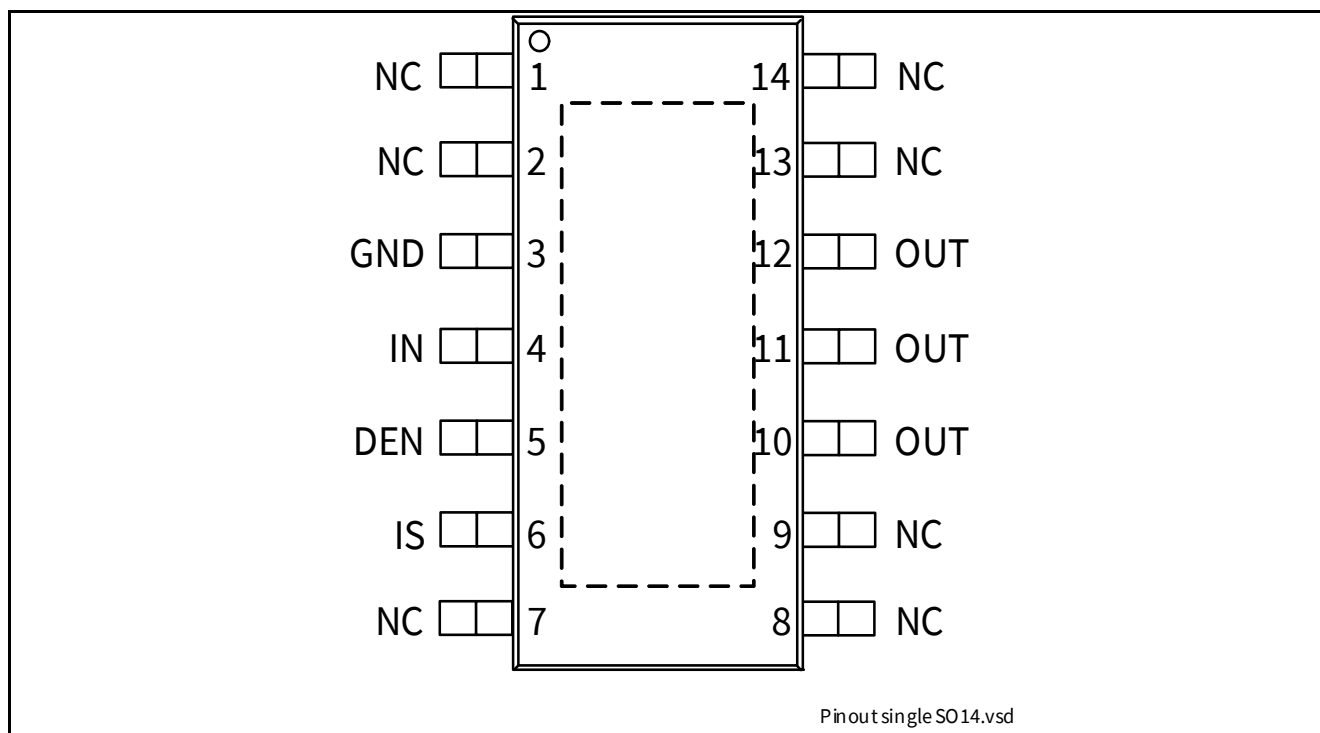 NC 1 14 NC
NC 2 13 NC
GND 3 12 OUT
IN 4 11 OUT
DEN 5 10 OUT
IS 6 9 NC
NC 7 8 NC
Pinout single SO14.vsd